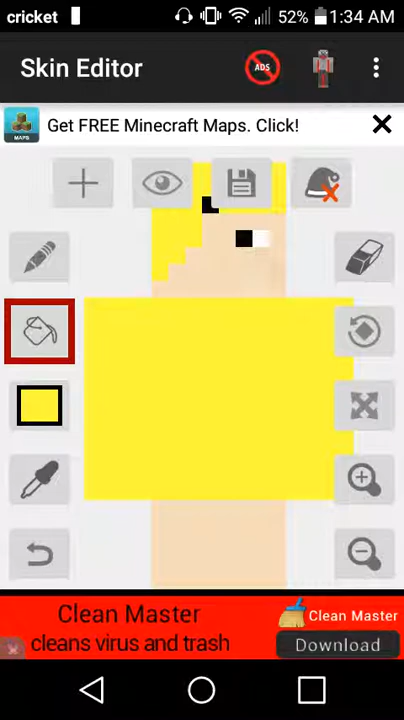 cricket
52% 1:34 AM
Skin Editor
ADS
MAPS
Get FREE Minecraft Maps. Click!
Clean Master
cleans virus and trash
Clean Master
Download